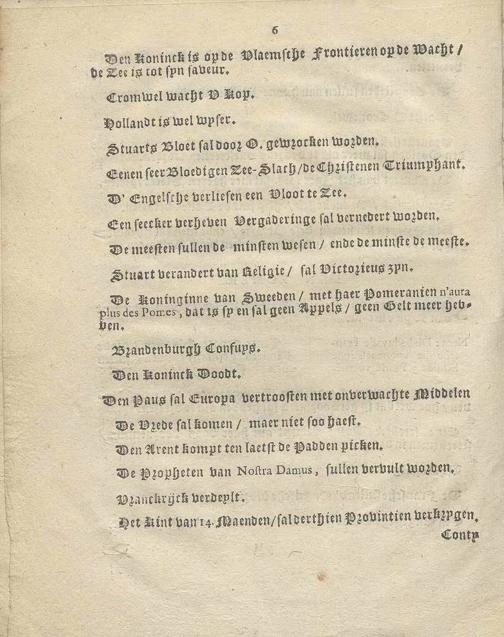 6
Den Koninck is op de Vlaemsche Frontieren op de Wacht /
de Zee is tot syn faveur.
Cromwel wacht V Kop.
Hollandt is wel wyser.
Stuarts Bloet sal door O. gewrocken worden.
Eenen seer Bloedigen Zee-Slach / de Christenen Triumphant.
D' Engelsche verliesen een Vloot te Zee.
Een seecker verheven Vergaderinge sal vernedert worden.
De meesten sullen de minsten wesen / ende de minste de meeste.
Stuart verandert van Religie / sal Victorieus zyn.
De Koninginne van Sweeden / met haer Pomeranien n'aura
plus des Pomes, dat is sy en sal geen Appels / geen Gelt meer heb-
ben.
Brandenburgh Confuys.
Den Koninck Doodt.
Den Paus sal Europa vertroosten met onverwachte Middelen
De Vrede sal komen / maer niet soo haest.
Den Arent kompt ten laetst de Padden picken.
De Propheten van Nostra Damus, sullen vervult worden.
Vranckrijck verdeylt.
Het Kint van 14. Maenden / sal derthien Provintien verkrygen.
Conty